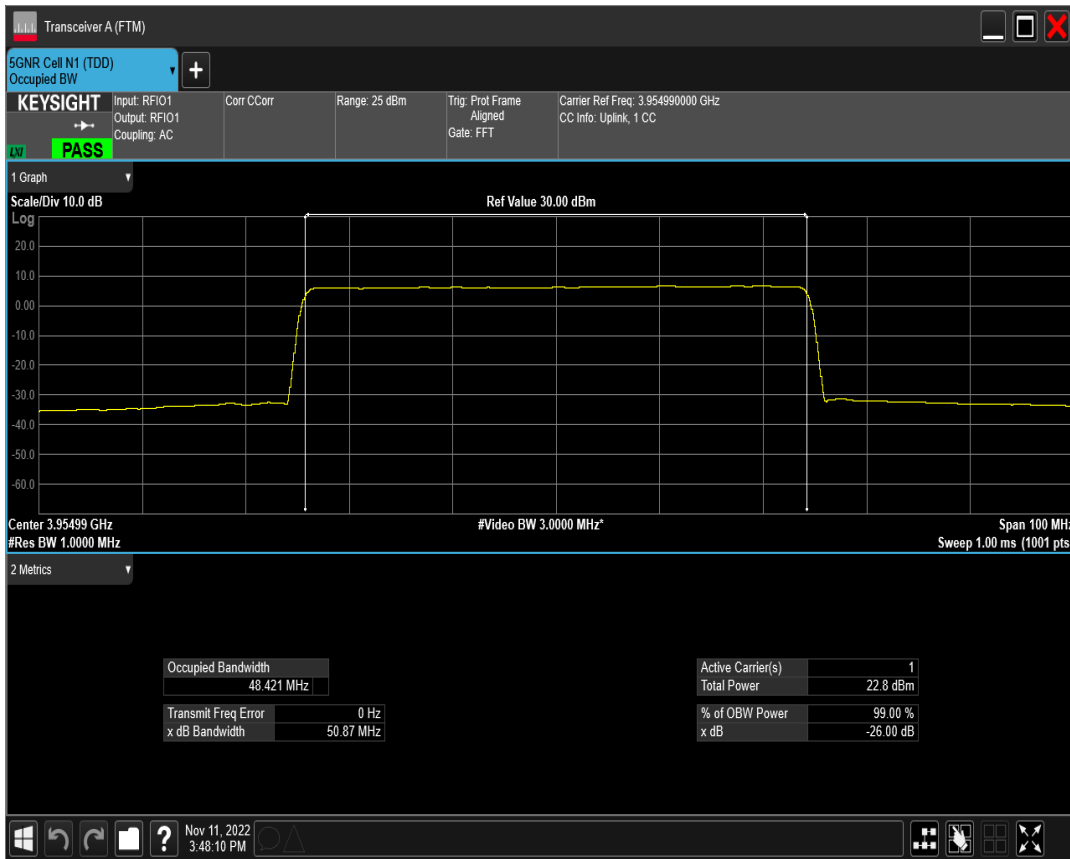 Transceiver A (FTM)
5GNR Cell N1 (TDD)
Occupied BW
+
KEYSIGHT
LXI
PASS
Input: RFIO1
Output: RFIO1
Coupling: AC
Corr CCorr
Range: 25 dBm
Trig: Prot Frame
Aligned
Gate: FFT
Carrier Ref Freq: 3.954990000 GHz
CC Info: Uplink, 1 CC
1 Graph
Scale/Div 10.0 dB
Ref Value 30.00 dBm
Log
20.0
10.0
0.00
-10.0
-20.0
-30.0
-40.0
-50.0
-60.0
Center 3.95499 GHz
#Video BW 3.0000 MHz*
Span 100 MHz
#Res BW 1.0000 MHz
Sweep 1.00 ms (1001 pts
2 Metrics
Occupied Bandwidth
48.421 MHz
Transmit Freq Error 0 Hz
x dB Bandwidth 50.87 MHz
Active Carrier(s) 1
Total Power 22.8 dBm
% of OBW Power 99.00 %
x dB -26.00 dB
?
Nov 11, 2022
3:48:10 PM